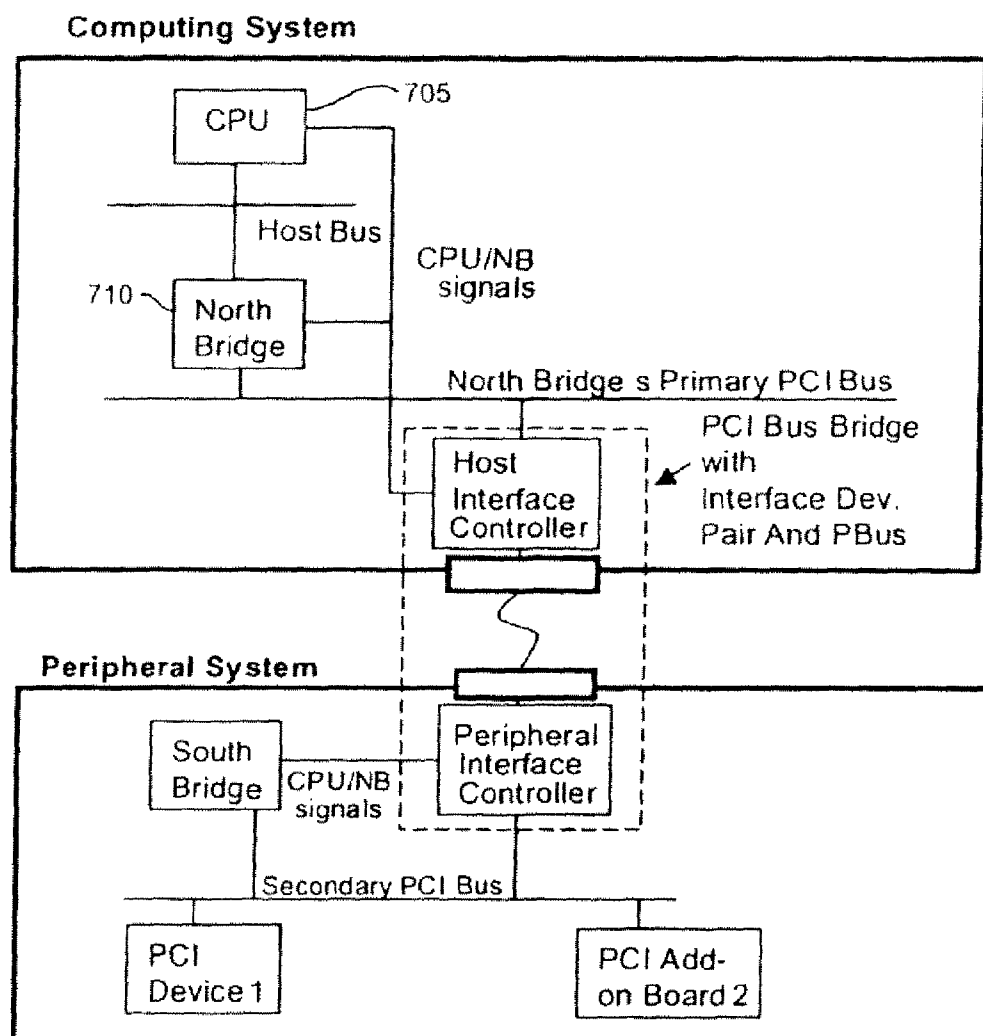 Computing System
705
CPU
Host Bus
CPU/NB
signals
710
North
Bridge
North Bridge s Primary PCI Bus
PCI Bus Bridge
with
Interface Dev.
Pair And PBus
Host
Interface
Controller
Peripheral System
South
Bridge
CPU/NB
signals
Peripheral
Interface
Controller
Secondary PCI Bus
PCI
Device 1
PCI Add-
on Board 2